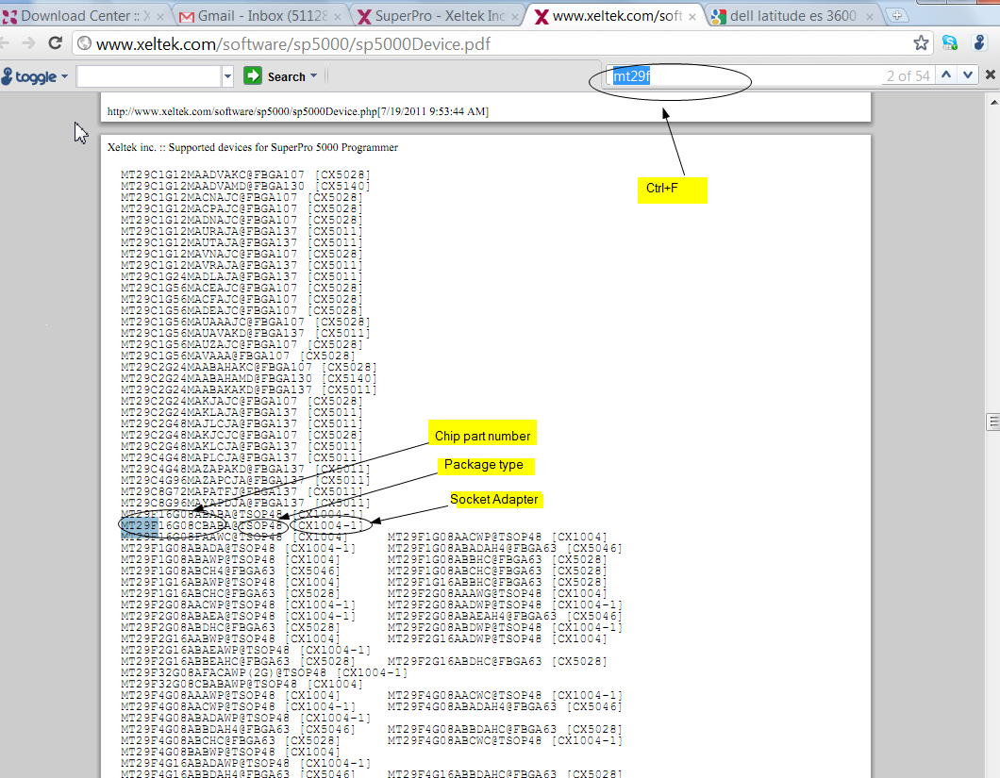 Download Center :: X
Gmail - Inbox (51128
SuperPro - Xeltek Inc
www.xeltek.com/soft
dell latitude es 3600
www.xeltek.com/software/sp5000/sp5000Device.pdf
toggle
Search
mt29f
2 of 54
http://www.xeltek.com/software/sp5000/sp5000Device.php[7/19/2011 9:53:44 AM]
Xeltek inc. :: Supported devices for SuperPro 5000 Programmer
Ctrl+F
MT29C1G12MAADVAKC@FBGA107 [CX5028]
MT29C1G12MAADVAMD@FBGA130 [CX5140]
MT29C1G12MACNAJC@FBGA107 [CX5028]
MT29C1G12MACPAJC@FBGA107 [CX5028]
MT29C1G12MADNAJC@FBGA107 [CX5028]
MT29C1G12MAURAJA@FBGA137 [CX5011]
MT29C1G12MAUTAJA@FBGA137 [CX5011]
MT29C1G12MAVNAJC@FBGA107 [CX5028]
MT29C1G12MAVRAJA@FBGA137 [CX5011]
MT29C1G24MADLAJA@FBGA137 [CX5011]
MT29C1G56MACEAJC@FBGA107 [CX5028]
MT29C1G56MACFAJC@FBGA107 [CX5028]
MT29C1G56MADEAJC@FBGA107 [CX5028]
MT29C1G56MAUAAAJC@FBGA107 [CX5028]
MT29C1G56MAUAVAKD@FBGA137 [CX5011]
MT29C1G56MAUZAJC@FBGA107 [CX5028]
MT29C1G56MAVAAA@FBGA107 [CX5028]
MT29C2G24MAABAHAKC@FBGA107 [CX5028]
MT29C2G24MAABAHAMD@FBGA130 [CX5140]
MT29C2G24MAABAKAKD@FBGA137 [CX5011]
MT29C2G24MAKJAJC@FBGA107 [CX5028]
MT29C2G24MAKLAJA@FBGA137 [CX5011]
MT29C2G48MAJLCJA@FBGA137 [CX5011]
MT29C2G48MAKJCJC@FBGA107 [CX5028]
MT29C2G48MAKLCJA@FBGA137 [CX5011]
MT29C4G48MAPLCJA@FBGA137 [CX5011]
MT29C4G48MAZAPAKD@FBGA137 [CX5011]
MT29C4G96MAZAPCJA@FBGA137 [CX5011]
MT29C8G72MAPATFJ@FBGA137 [CX5011]
MT29C8G96MAYAPDJA@FBGA137 [CX5011]
Chip part number
Package type
Socket Adapter
MT29F16G08ABABA@TSOP48 [CX1004-1]
MT29F16G08CBABA@TSOP48 [CX1004-1]
MT29F16G08FAAWC@TSOP48 [CX1004] MT29F1G08AACWP@TSOP48 [CX1004]
MT29F1G08ABADA@TSOP48 [CX1004-1] MT29F1G08ABADAH4@FBGA63 [CX5046]
MT29F1G08ABAWP@TSOP48 [CX1004] MT29F1G08ABBHC@FBGA63 [CX5028]
MT29F1G08ABCH4@FBGA63 [CX5046] MT29F1G08ABCHC@FBGA63 [CX5028]
MT29F1G16ABAWP@TSOP48 [CX1004] MT29F1G16ABBHC@FBGA63 [CX5028]
MT29F1G16ABCHC@FBGA63 [CX5028] MT29F2G08AAAWG@TSOP48 [CX1004]
MT29F2G08AACWP@TSOP48 [CX1004-1] MT29F2G08AADWP@TSOP48 [CX1004-1]
MT29F2G08ABAEA@TSOP48 [CX1004-1] MT29F2G08ABAEAH4@FBGA63 [CX5046]
MT29F2G08ABDHC@FBGA63 [CX5028] MT29F2G08ABDWP@TSOP48 [CX1004-1]
MT29F2G16AABWP@TSOP48 [CX1004] MT29F2G16AADWP@TSOP48 [CX1004]
MT29F2G16ABAEAWP@TSOP48 [CX1004-1]
MT29F2G16ABBEAHC@FBGA63 [CX5028] MT29F2G16ABDHC@FBGA63 [CX5028]
MT29F32G08AFACAWP(2G)@TSOP48 [CX1004-1]
MT29F32G08CBABAWP@TSOP48 [CX1004]
MT29F4G08AAAWP@TSOP48 [CX1004] MT29F4G08AACWC@TSOP48 [CX1004-1]
MT29F4G08AACWP@TSOP48 [CX1004-1] MT29F4G08ABADAH4@FBGA63 [CX5046]
MT29F4G08ABADAWP@TSOP48 [CX1004-1]
MT29F4G08ABBDAH4@FBGA63 [CX5046] MT29F4G08ABBDAHC@FBGA63 [CX5028]
MT29F4G08ABCHC@FBGA63 [CX5028] MT29F4G08ABCWC@TSOP48 [CX1004-1]
MT29F4G08BABWP@TSOP48 [CX1004]
MT29F4G16ABADAWP@TSOP48 [CX1004-1]
MT29F4G16ABBDAH4@FBGA63 [CX5046] MT29F4G16ABBDAHC@FBGA63 [CX5028]